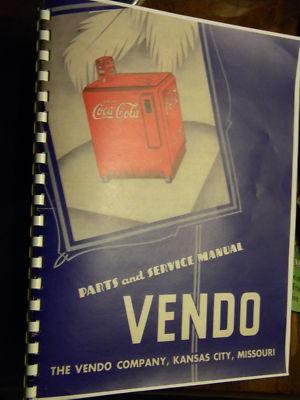 Coca-Cola
PARTS and SERVICE MANUAL
VENDO
THE VENDO COMPANY, KANSAS CITY, MISSOURI